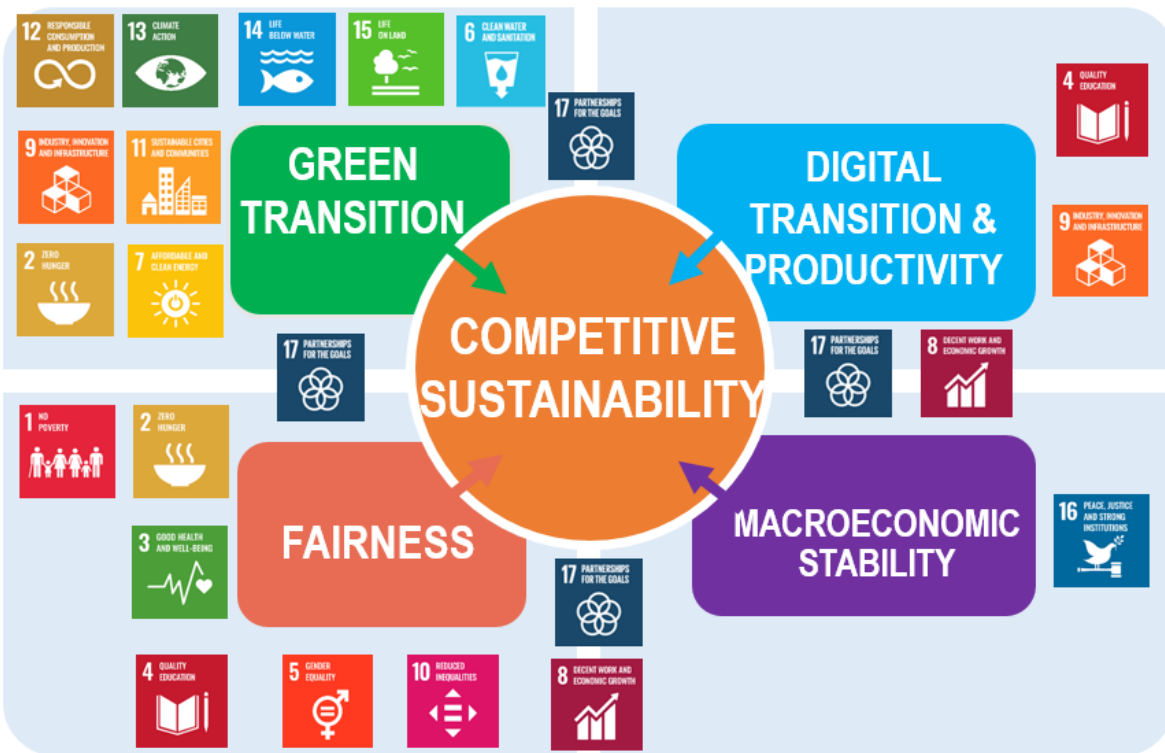 12 RESPONSIBLE
CONSUMPTION
AND PRODUCTION
13 CLIMATE
ACTION
14 LIFE
BELOW WATER
15 LIFE
ON LAND
6 CLEAN WATER
AND SANITATION
9 INDUSTRY, INNOVATION
AND INFRASTRUCTURE
11 SUSTAINABLE CITIES
AND COMMUNITIES
2 ZERO
HUNGER
7 AFFORDABLE AND
CLEAN ENERGY
GREEN
TRANSITION
17 PARTNERSHIPS
FOR THE GOALS
DIGITAL
TRANSITION &
PRODUCTIVITY
4 QUALITY
EDUCATION
9 INDUSTRY, INNOVATION
AND INFRASTRUCTURE
17 PARTNERSHIPS
FOR THE GOALS
COMPETITIVE
SUSTAINABILITY
17 PARTNERSHIPS
FOR THE GOALS
8 DECENT WORK AND
ECONOMIC GROWTH
1 NO
POVERTY
2 ZERO
HUNGER
3 GOOD HEALTH
AND WELL-BEING
FAIRNESS
4 QUALITY
EDUCATION
5 GENDER
EQUALITY
10 REDUCED
INEQUALITIES
17 PARTNERSHIPS
FOR THE GOALS
8 DECENT WORK AND
ECONOMIC GROWTH
MACROECONOMIC
STABILITY
16 PEACE, JUSTICE
AND STRONG
INSTITUTIONS